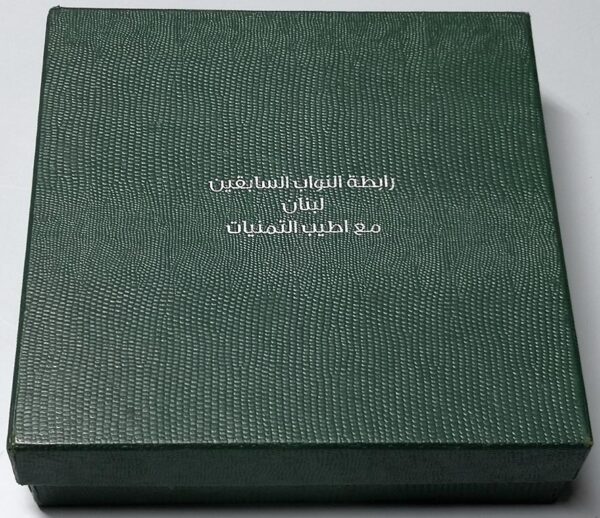 رابطة النواب السابقين
لبنان
مع اطيب التمنيات